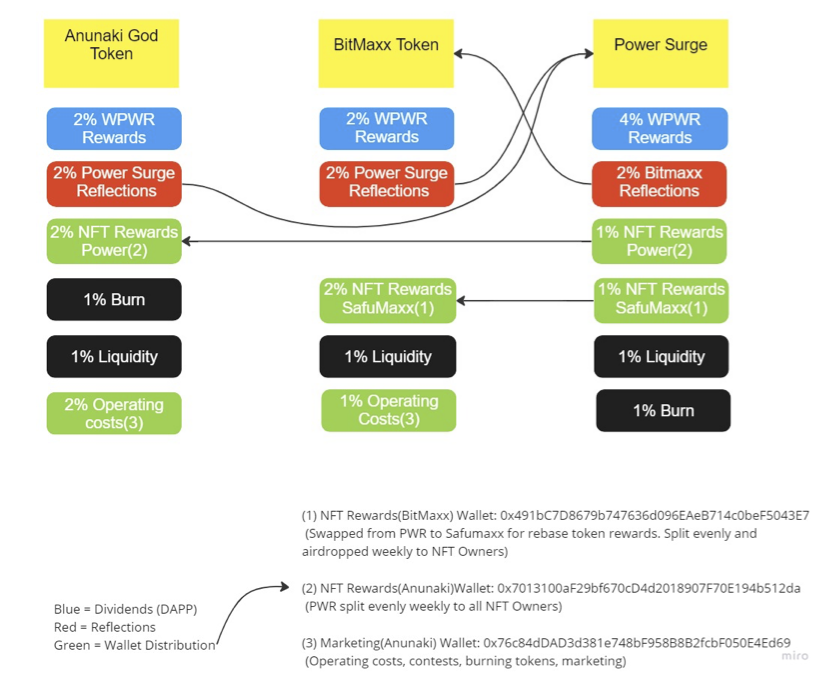 Anunaki God
Token
BitMaxx Token
Power Surge
2% WPWR
Rewards
2% WPWR
Rewards
4% WPWR
Rewards
2% Power Surge
Reflections
2% Power Surge
Reflections
2% Bitmaxx
Reflections
2% NFT Rewards
Power(2)
1% NFT Rewards
Power(2)
1% Burn
2% NFT Rewards
SafuMaxx(1)
1% NFT Rewards
SafuMaxx(1)
1% Liquidity
1% Liquidity
1% Liquidity
2% Operating
costs(3)
1% Operating
Costs(3)
1% Burn
(1) NFT Rewards(BitMaxx) Wallet: 0x491bC7D8679b747636d096EAeB714c0beF5043E7
(Swapped from PWR to Safumaxx for rebase token rewards. Split evenly and
airdropped weekly to NFT Owners)
(2) NFT Rewards(Anunaki)Wallet: 0x7013100aF29bf670cD4d2018907F70E194b512da
(PWR split evenly weekly to all NFT Owners)
Blue = Dividends (DAPP)
Red = Reflections
Green = Wallet Distribution
(3) Marketing(Anunaki) Wallet: 0x76c84dDAD3d381e748bF958B8B2fcbF050E4Ed69
(Operating costs, contests, burning tokens, marketing)
miro